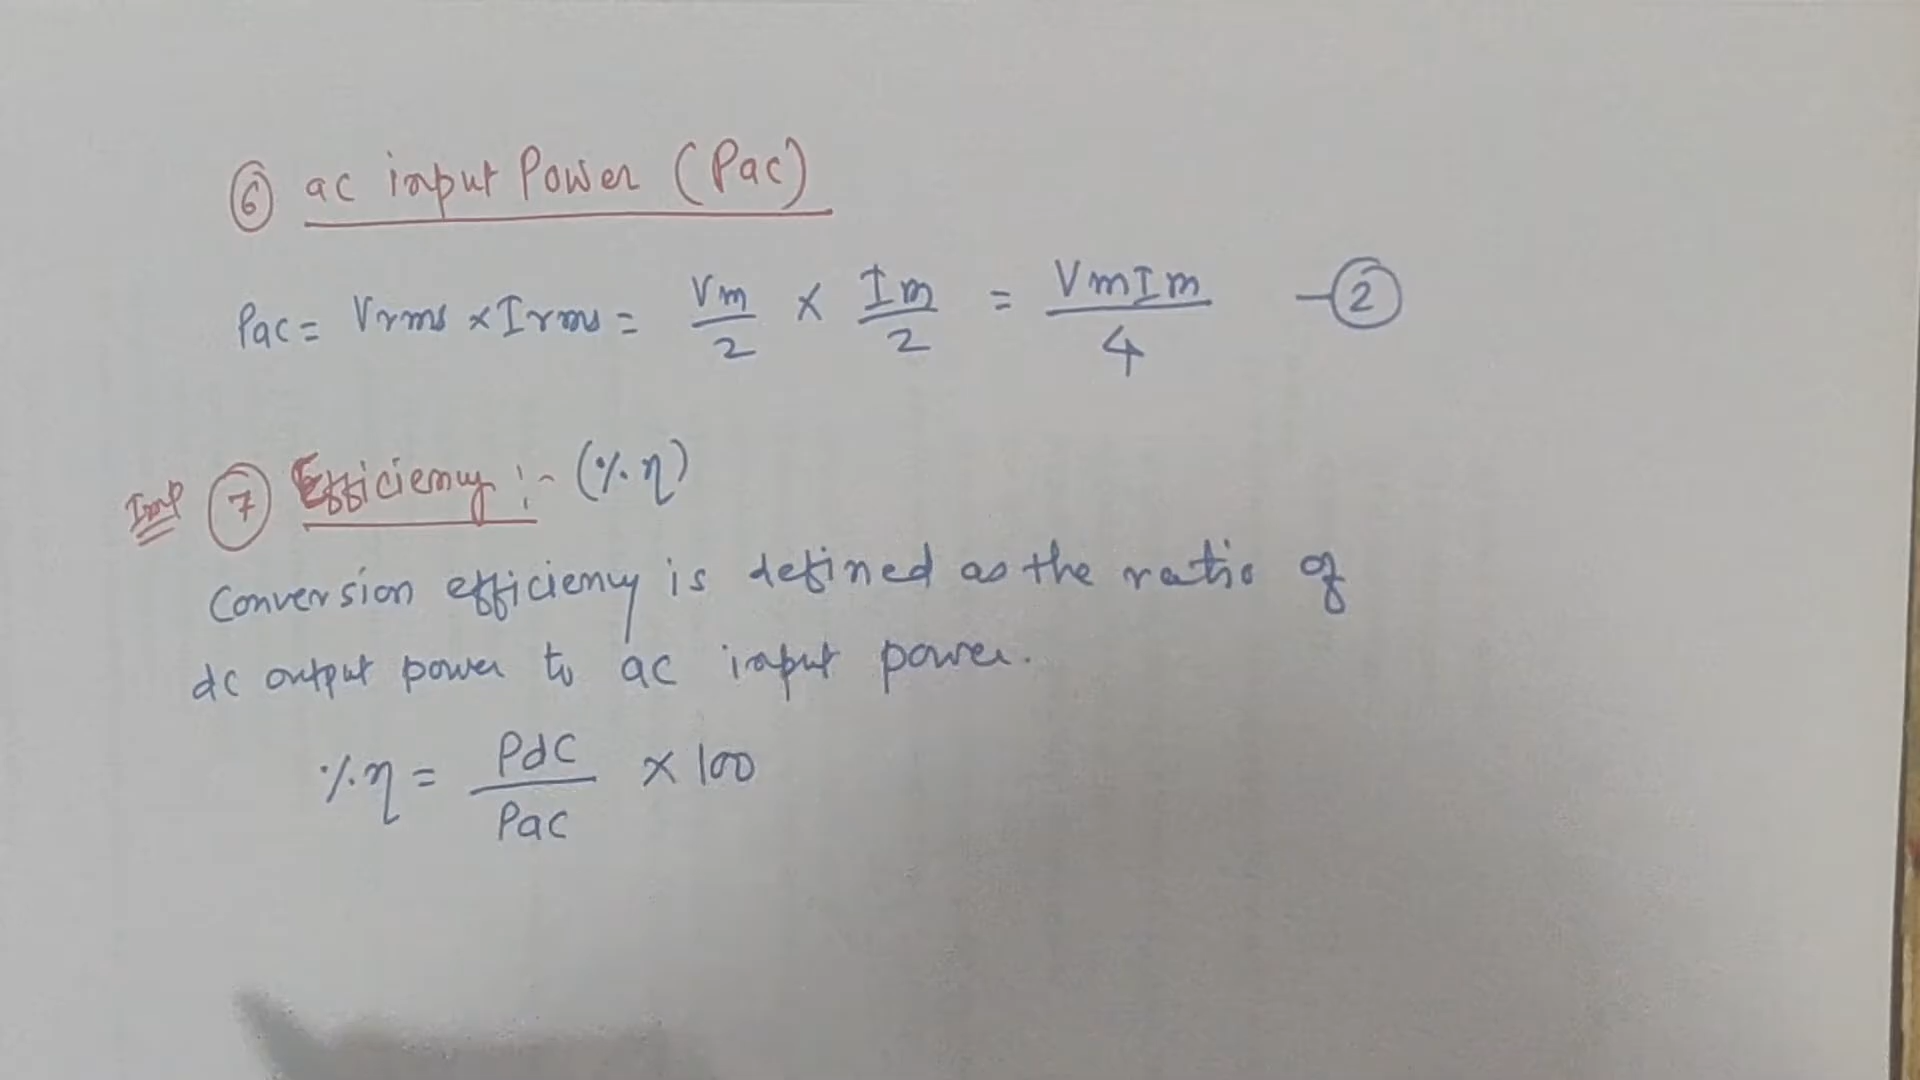 ⑥ ac input Power (Pac)
Pac = Vrms × Irms = Vm/2 × Im/2 = VmIm/4 —②
Imp ⑦ Efficiency :- (% η)
Conversion efficiency is defined as the ratio of
dc output power to ac input power.
% η = Pdc/Pac × 100